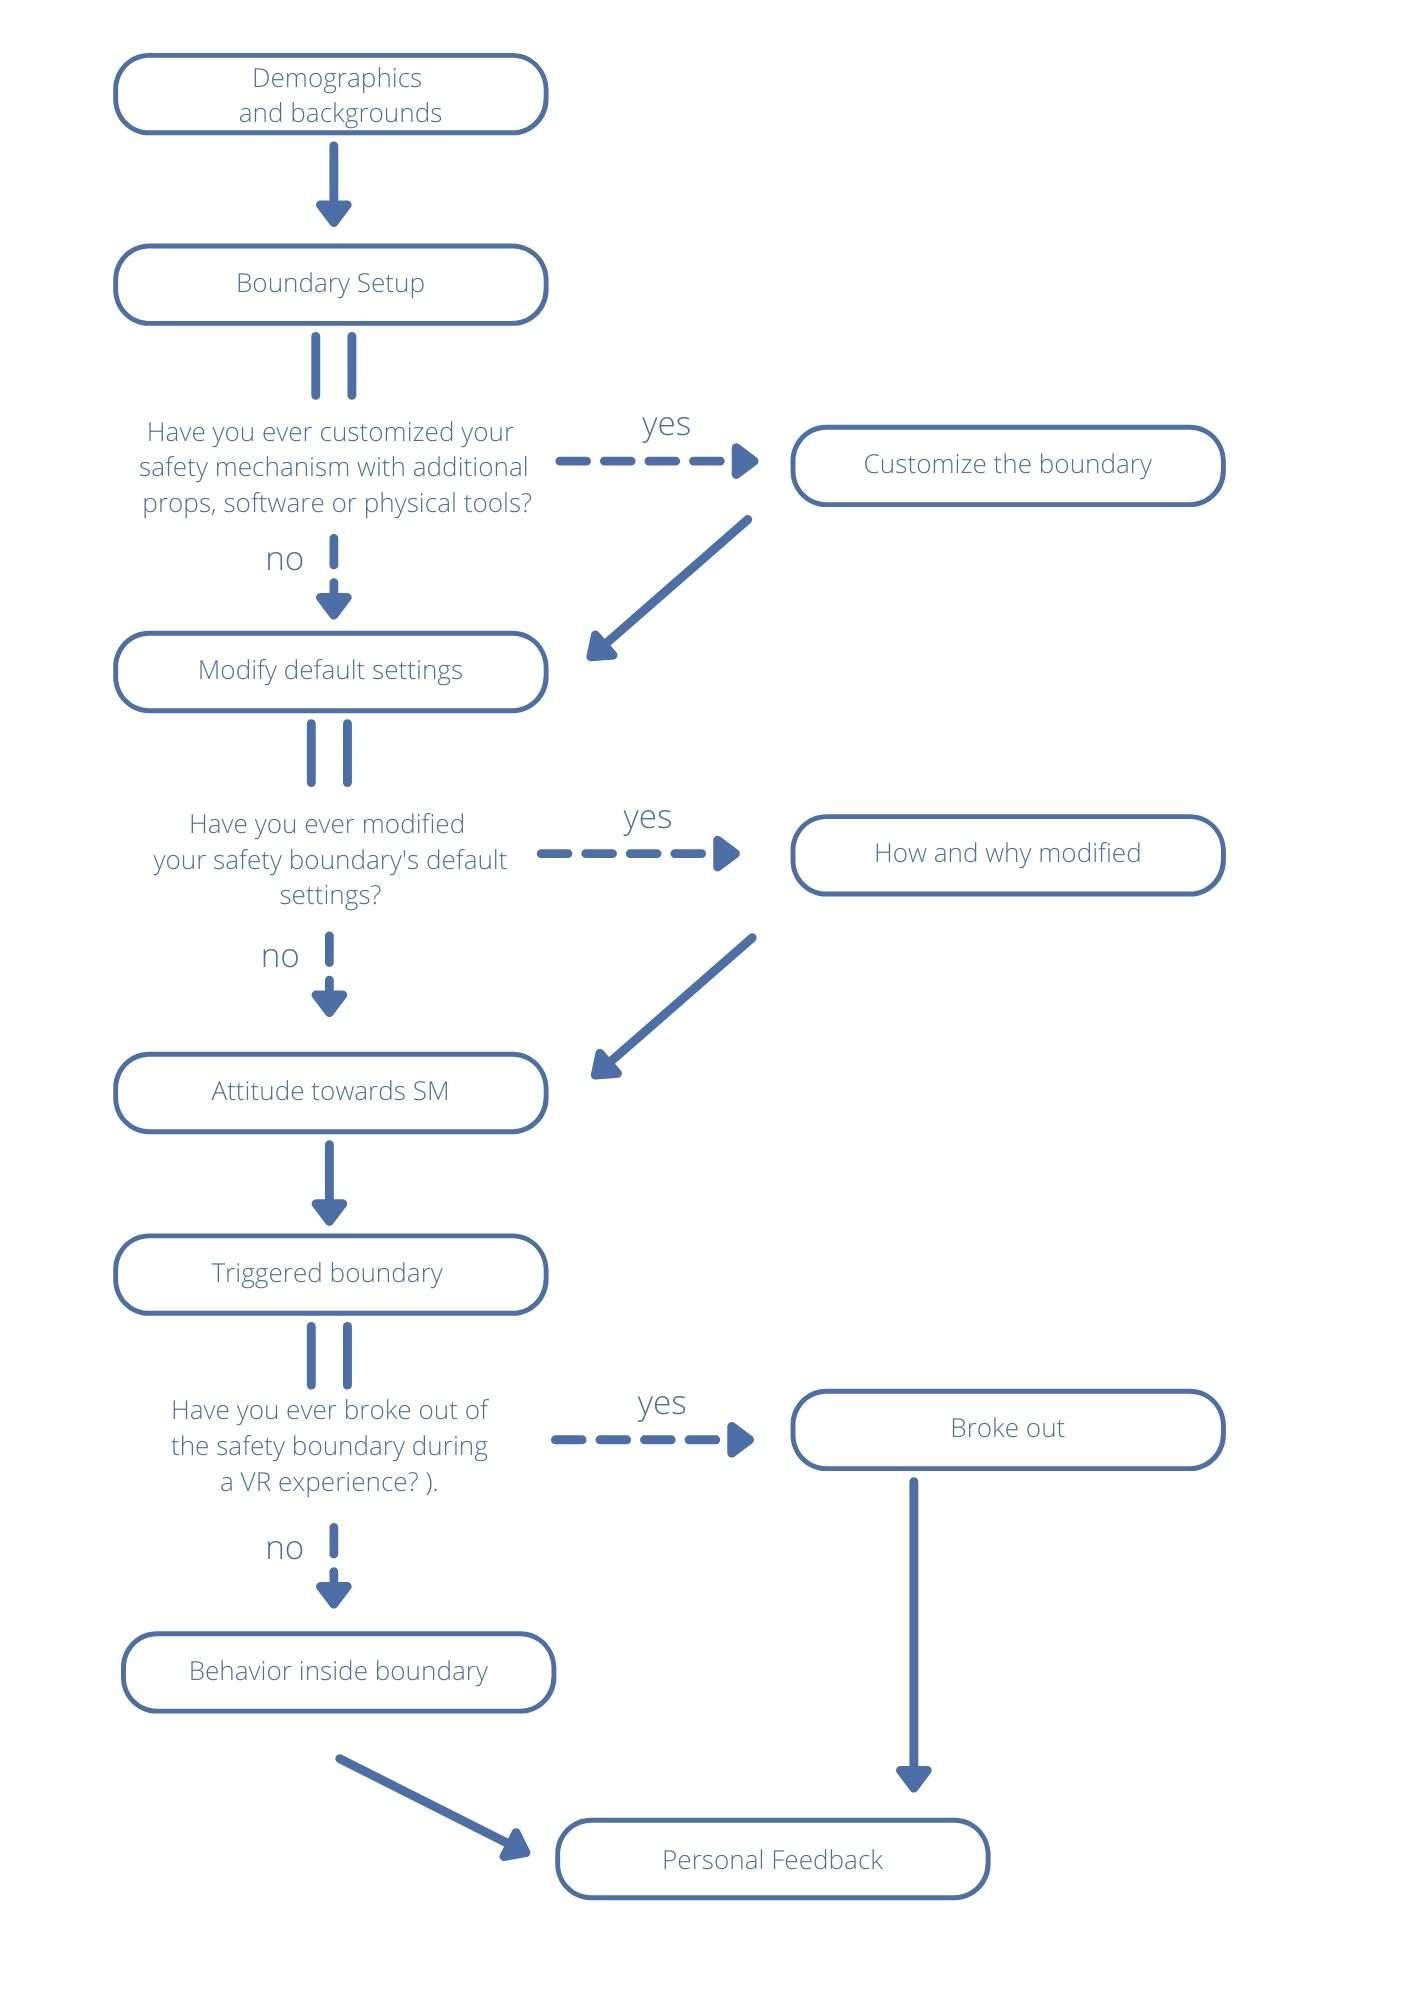 Demographics
and backgrounds
Boundary Setup
Have you ever customized your
safety mechanism with additional
props, software or physical tools?
yes
Customize the boundary
no
Modify default settings
Have you ever modified
your safety boundary's default
settings?
yes
How and why modified
no
Attitude towards SM
Triggered boundary
Have you ever broke out of
the safety boundary during
a VR experience? ).
yes
Broke out
no
Behavior inside boundary
Personal Feedback